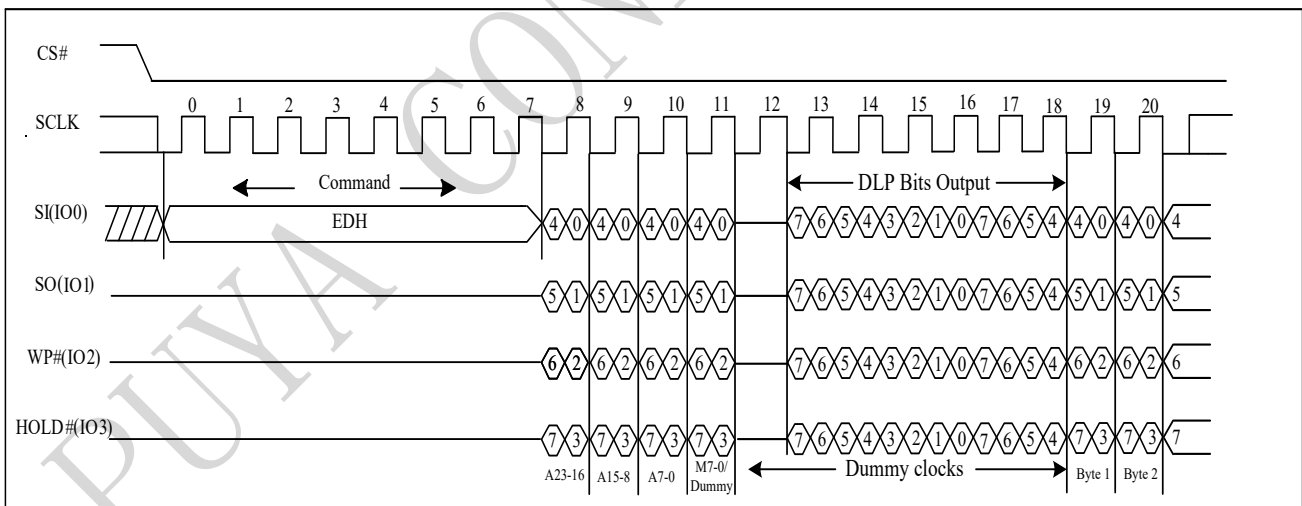 PUYA CON
CS#
0 1 2 3 4 5 6 7 8 9 10 11 12 13 14 15 16 17 18 19 20
SCLK
Command
DLP Bits Output
SI(IO0)
EDH
4 0 4 0 4 0 4 0 7 6 5 4 3 2 1 0 7 6 5 4 4 0 4 0 4
SO(IO1)
5 1 5 1 5 1 5 1 7 6 5 4 3 2 1 0 7 6 5 4 5 1 5 1 5
WP#(IO2)
6 2 6 2 6 2 6 2 7 6 5 4 3 2 1 0 7 6 5 4 6 2 6 2 6
HOLD#(IO3)
7 3 7 3 7 3 7 3 7 6 5 4 3 2 1 0 7 6 5 4 7 3 7 3 7
A23-16 A15-8 A7-0 M7-0/
Dummy
Dummy clocks
Byte 1 Byte 2